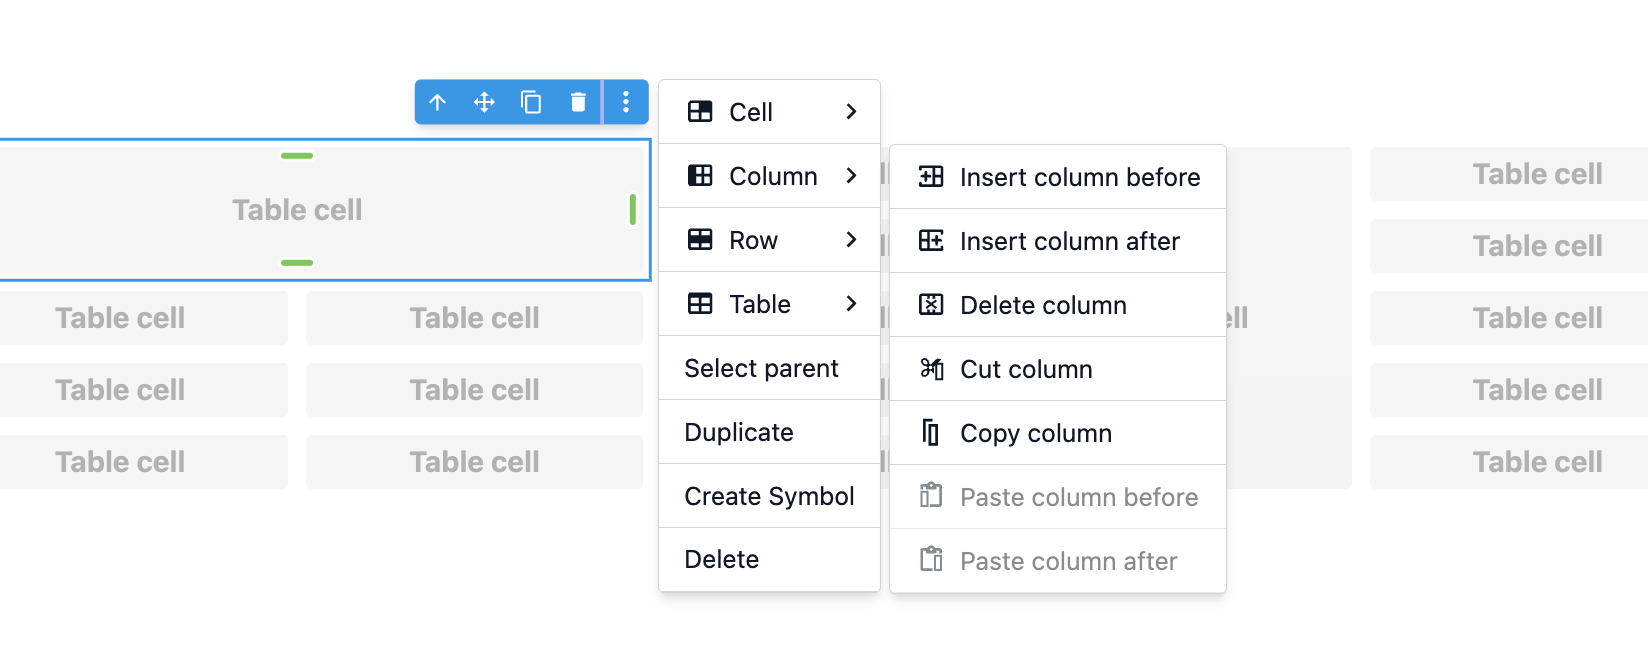 Cell
Column
Row
Table
Select parent
Duplicate
Create Symbol
Delete
Insert column before
Insert column after
Delete column
Cut column
Copy column
Paste column before
Paste column after
Table cell
Table cell
Table cell
Table cell
Table cell
Table cell
Table cell
Table cell
Table cell
Table cell
Table cell
Table cell